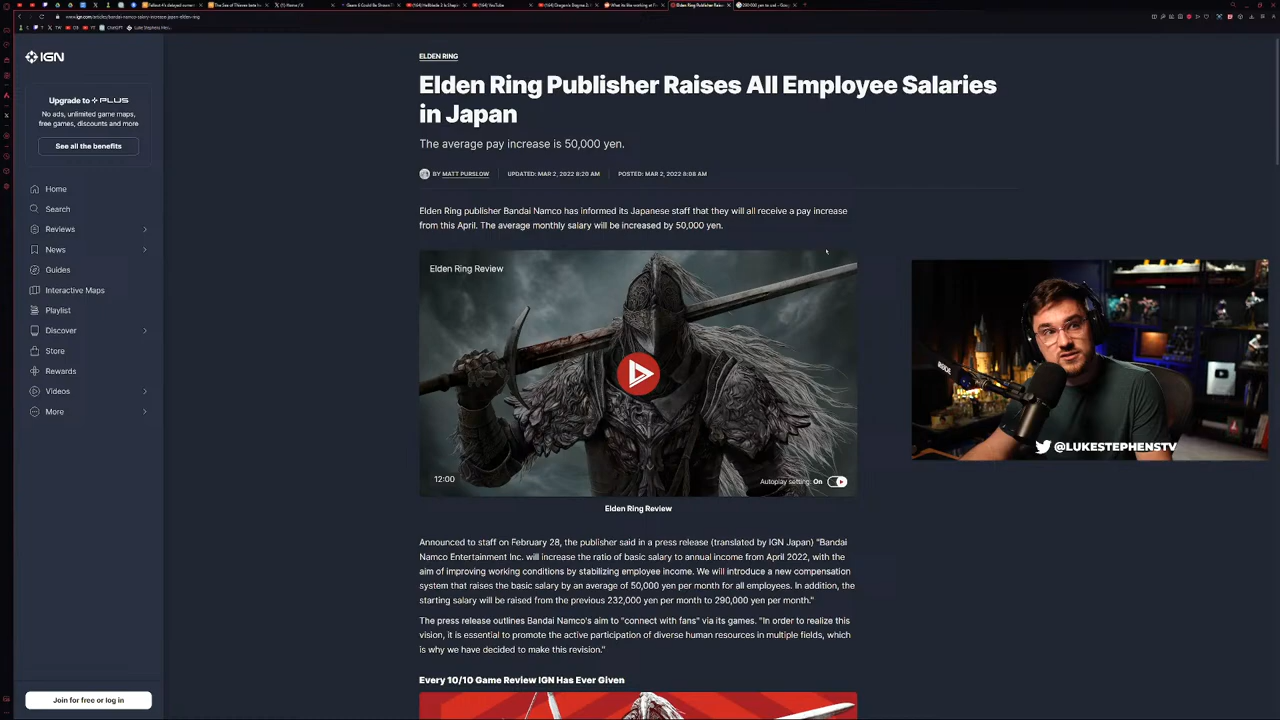 www.ign.com/articles/bandai-namco-salary-increase-japan-elden-ring
IGN
Upgrade to PLUS
No ads, unlimited game maps,
free games, discounts and more
See all the benefits
Home
Search
Reviews
News
Guides
Interactive Maps
Playlist
Discover
Store
Rewards
Videos
More
Join for free or log in
ELDEN RING
Elden Ring Publisher Raises All Employee Salaries
in Japan
The average pay increase is 50,000 yen.
BY MATT PURSLOW UPDATED: MAR 2, 2022 8:20 AM POSTED: MAR 2, 2022 8:08 AM
Elden Ring publisher Bandai Namco has informed its Japanese staff that they will all receive a pay increase
from this April. The average monthly salary will be increased by 50,000 yen.
Elden Ring Review
12:00
Autoplay setting: On
Elden Ring Review
@LUKESTEPHENSTV
Announced to staff on February 28, the publisher said in a press release (translated by IGN Japan) "Bandai
Namco Entertainment Inc. will increase the ratio of basic salary to annual income from April 2022, with the
aim of improving working conditions by stabilizing employee income. We will introduce a new compensation
system that raises the basic salary by an average of 50,000 yen per month for all employees. In addition, the
starting salary will be raised from the previous 232,000 yen per month to 290,000 yen per month."
The press release outlines Bandai Namco's aim to "connect with fans" via its games. "In order to realize this
vision, it is essential to promote the active participation of diverse human resources in multiple fields, which
is why we have decided to make this revision."
Every 10/10 Game Review IGN Has Ever Given